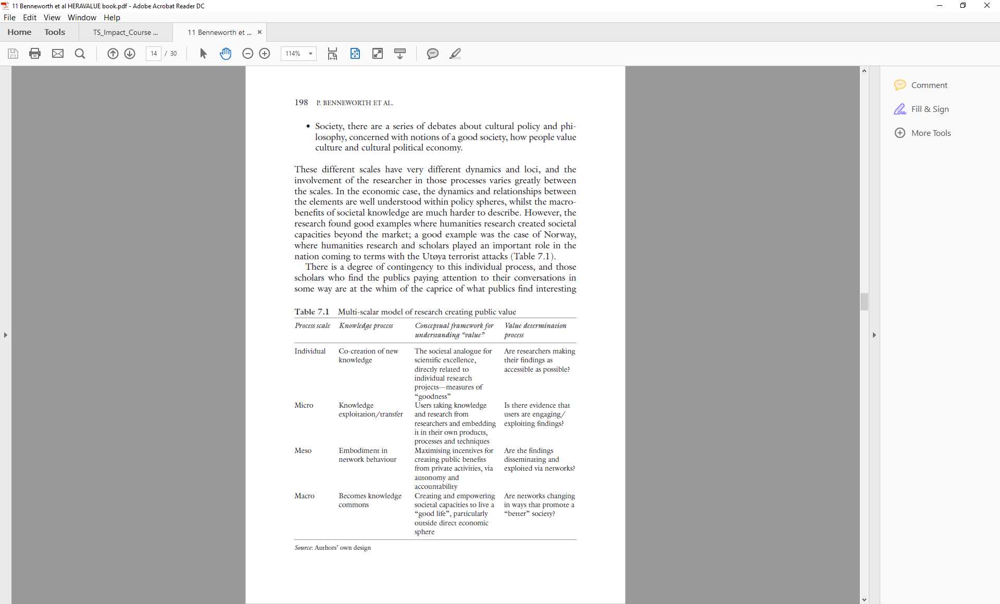 11 Benneworth et al HERAVALUE book.pdf - Adobe Acrobat Reader DC
File Edit View Window Help
Home Tools TS_Impact_Course ... 11 Benneworth et ... ×
14 / 30 114%
Comment
Fill & Sign
More Tools
198 P. BENNEWORTH ET AL.
• Society, there are a series of debates about cultural policy and phi-
losophy, concerned with notions of a good society, how people value
culture and cultural political economy.
These different scales have very different dynamics and loci, and the
involvement of the researcher in those processes varies greatly between
the scales. In the economic case, the dynamics and relationships between
the elements are well understood within policy spheres, whilst the macro-
benefits of societal knowledge are much harder to describe. However, the
research found good examples where humanities research created societal
capacities beyond the market; a good example was the case of Norway,
where humanities research and scholars played an important role in the
nation coming to terms with the Utøya terrorist attacks (Table 7.1).
There is a degree of contingency to this individual process, and those
scholars who find the publics paying attention to their conversations in
some way are at the whim of the caprice of what publics find interesting
Table 7.1 Multi-scalar model of research creating public value
Process scale Knowledge process Conceptual framework for Value determination
understanding “value” process
Individual Co-creation of new The societal analogue for Are researchers making
knowledge scientific excellence, their findings as
directly related to accessible as possible?
individual research
projects—measures of
“goodness”
Micro Knowledge Users taking knowledge Is there evidence that
exploitation/transfer and research from users are engaging/
researchers and embedding exploiting findings?
it in their own products,
processes and techniques
Meso Embodiment in Maximising incentives for Are the findings
network behaviour creating public benefits disseminating and
from private activities, via exploited via networks?
autonomy and
accountability
Macro Becomes knowledge Creating and empowering Are networks changing
commons societal capacities to live a in ways that promote a
“good life”, particularly “better” society?
outside direct economic
sphere
Source: Authors’ own design